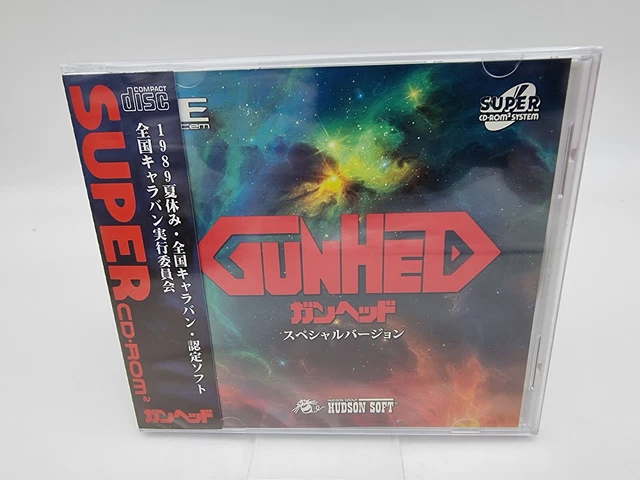 COMPACT
disc
SUPER CD-ROM2
1989夏休み・全国キャラバン・認定ソフト
全国キャラバン実行委員会
ガンヘッド
E
SUPER
CD-ROM2 SYSTEM
GUNHED
ガンヘッド
スペシャルバージョン
HUDSON GROUP
HUDSON SOFT